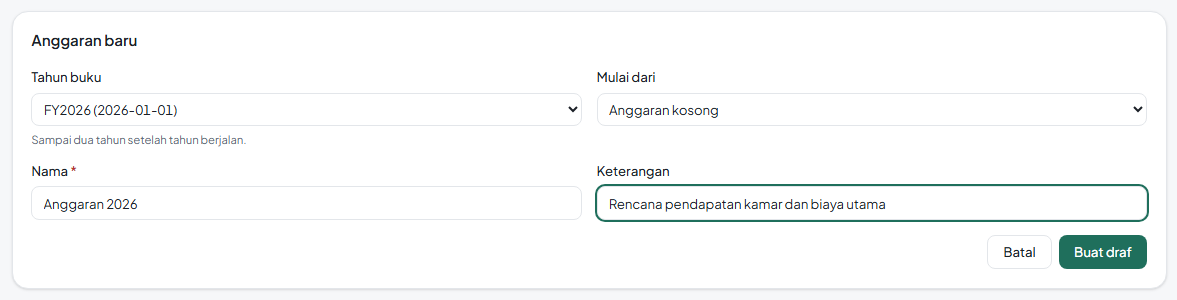 Anggaran baru
Tahun buku
Mulai dari
FY2026 (2026-01-01)
Anggaran kosong
Sampai dua tahun setelah tahun berjalan.
Nama *
Keterangan
Anggaran 2026
Rencana pendapatan kamar dan biaya utama
Batal
Buat draf